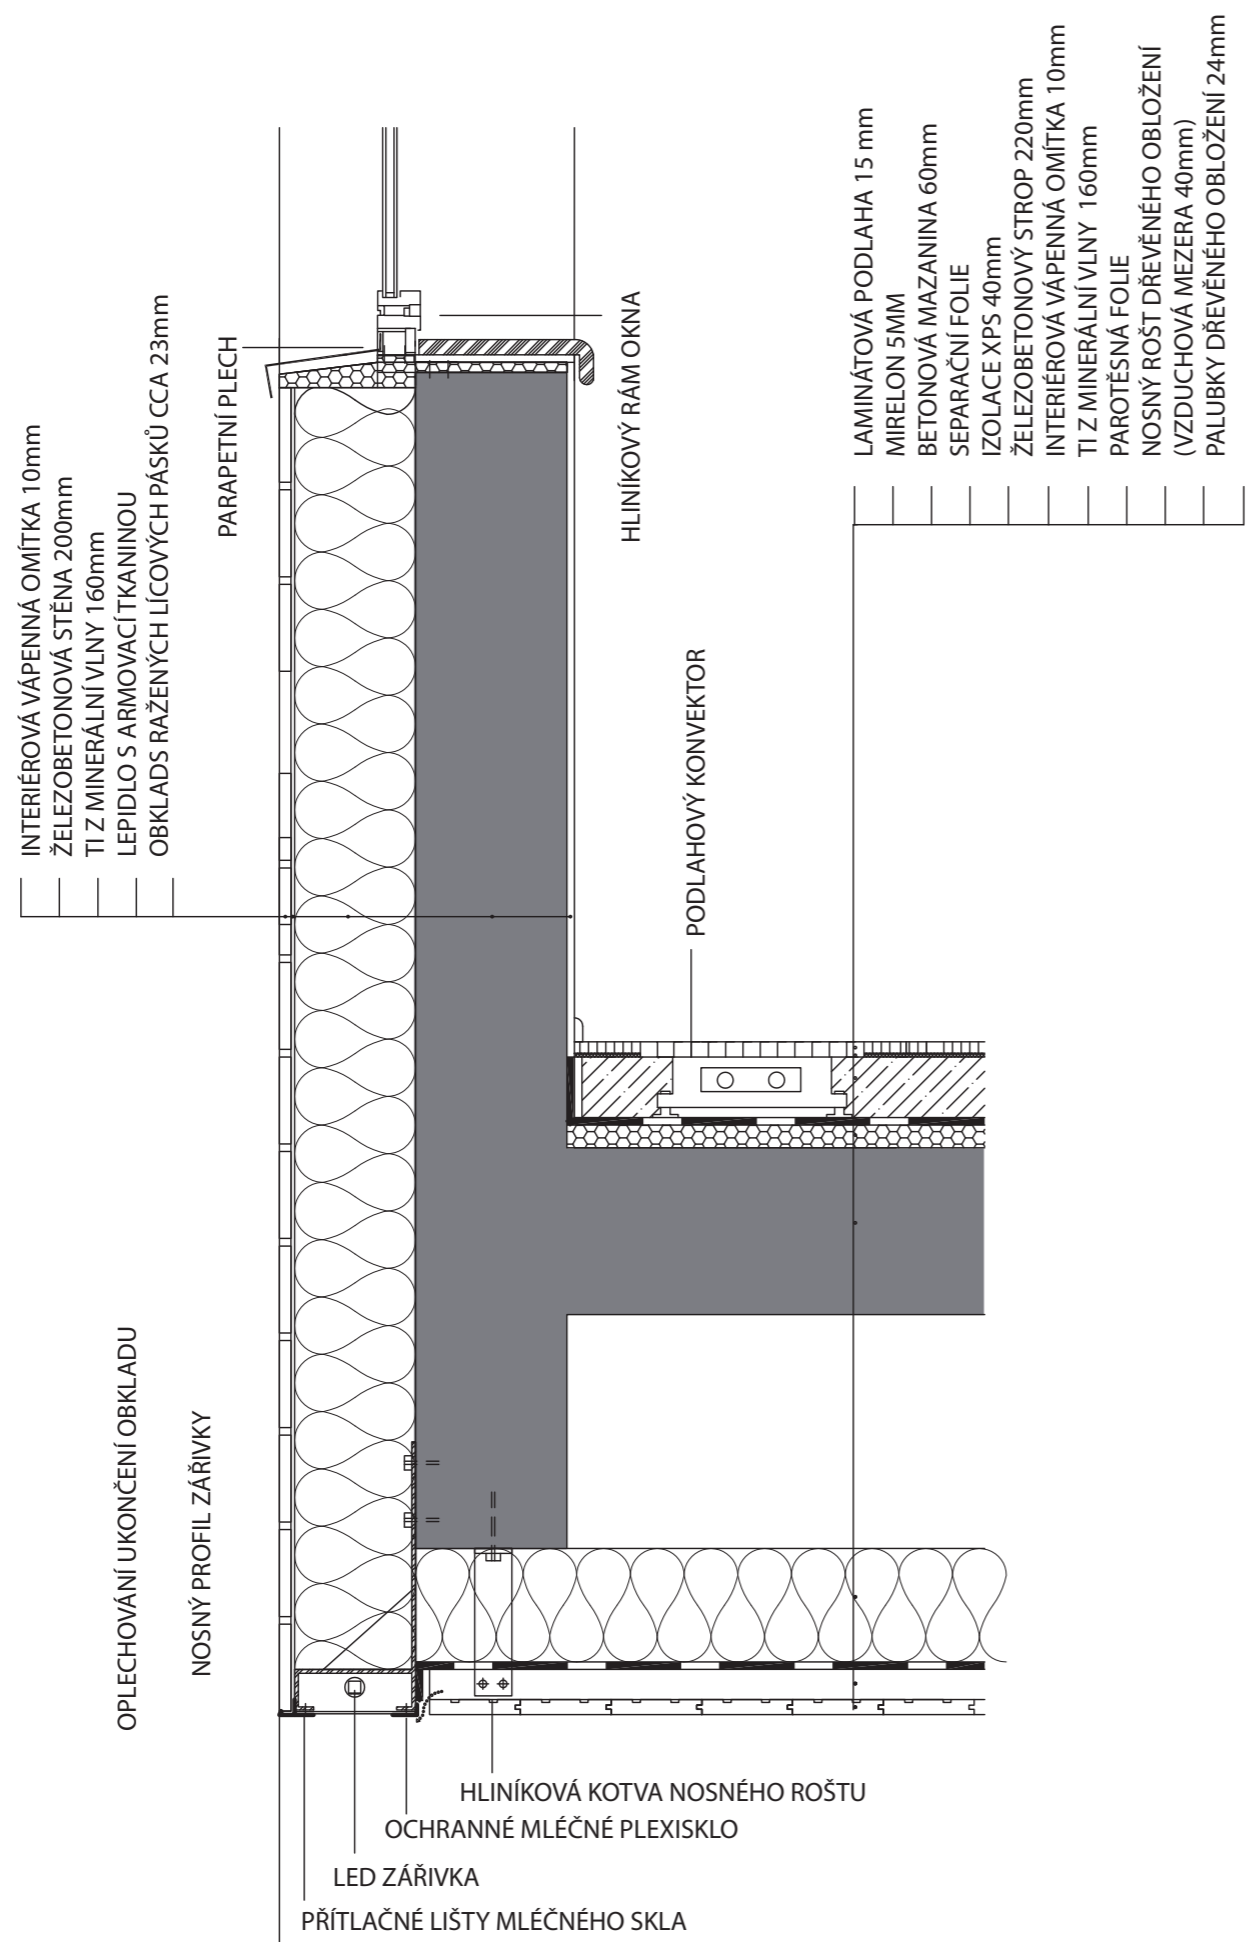 INTERIÉROVÁ VÁPENNÁ OMÍTKA 10mm
ŽELEZOBETONOVÁ STĚNA 200mm
TI Z MINERÁLNÍ VLNY 160mm
LEPIDLO S ARMOVACÍ TKANINOU
OBKLADS RAŽENÝCH LÍCOVÝCH PÁSKŮ CCA 23mm
PARAPETNÍ PLECH
HLINÍKOVÝ RÁM OKNA
PODLAHOVÝ KONVEKTOR
LAMINÁTOVÁ PODLAHA 15 mm
MIRELON 5MM
BETONOVÁ MAZANINA 60mm
SEPARAČNÍ FOLIE
IZOLACE XPS 40mm
ŽELEZOBETONOVÝ STROP 220mm
INTERIÉROVÁ VÁPENNÁ OMÍTKA 10mm
TI Z MINERÁLNÍ VLNY 160mm
PAROTĚSNÁ FOLIE
NOSNÝ ROŠT DŘEVĚNÉHO OBLOŽENÍ
(VZDUCHOVÁ MEZERA 40mm)
PALUBKY DŘEVĚNÉHO OBLOŽENÍ 24mm
OPLECHOVÁNÍ UKONČENÍ OBKLADU
NOSNÝ PROFIL ZÁŘIVKY
HLINÍKOVÁ KOTVA NOSNÉHO ROŠTU
OCHRANNÉ MLÉČNÉ PLEXISKLO
LED ZÁŘIVKA
PŘÍTLAČNÉ LIŠTY MLÉČNÉHO SKLA